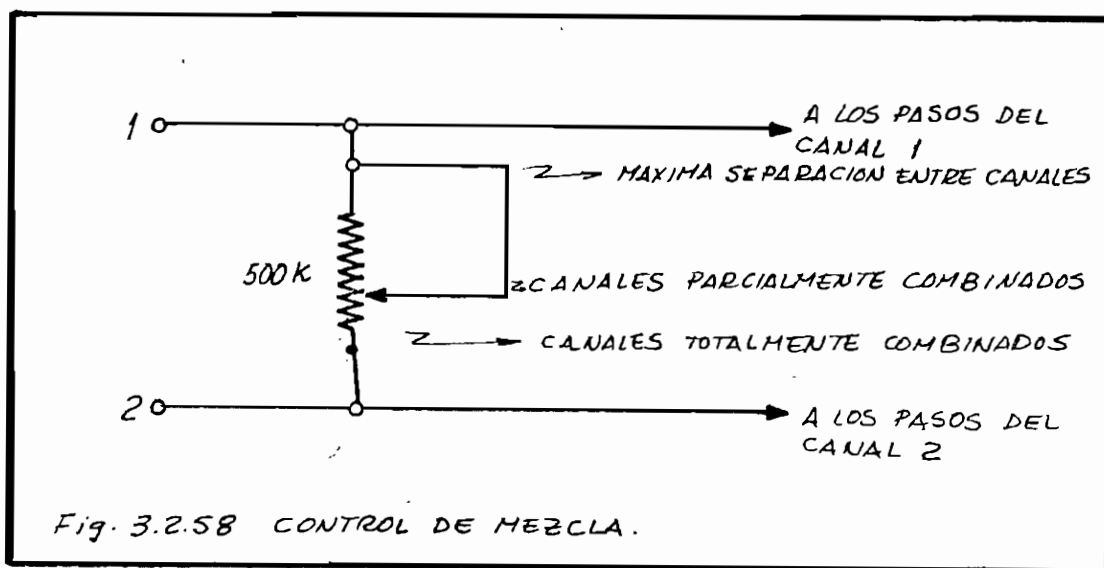 1
A LOS PASOS DEL
CANAL 1
MAXIMA SEPARACION ENTRE CANALES
500K
CANALES PARCIALMENTE COMBINADOS
CANALES TOTALMENTE COMBINADOS
2
A LOS PASOS DEL
CANAL 2
Fig. 3.2.58 CONTROL DE MEZCLA.